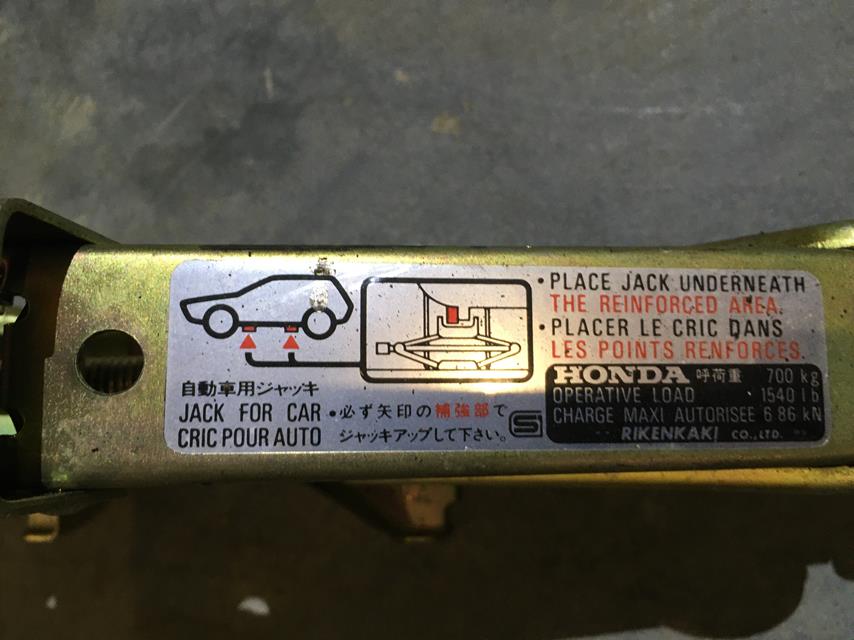 自動車用ジャッキ
JACK FOR CAR
CRIC POUR AUTO
•必ず矢印の補強部で
ジャッキアップして下さい。
S
•PLACE JACK UNDERNEATH
THE REINFORCED AREA.
•PLACER LE CRIC DANS
LES POINTS RENFORCES.
HONDA 呼荷重 700 kg
OPERATIVE LOAD 1540 lb
CHARGE MAXI AUTORISEE 6.86 kN
RIKENKAKI CO.,LTD.